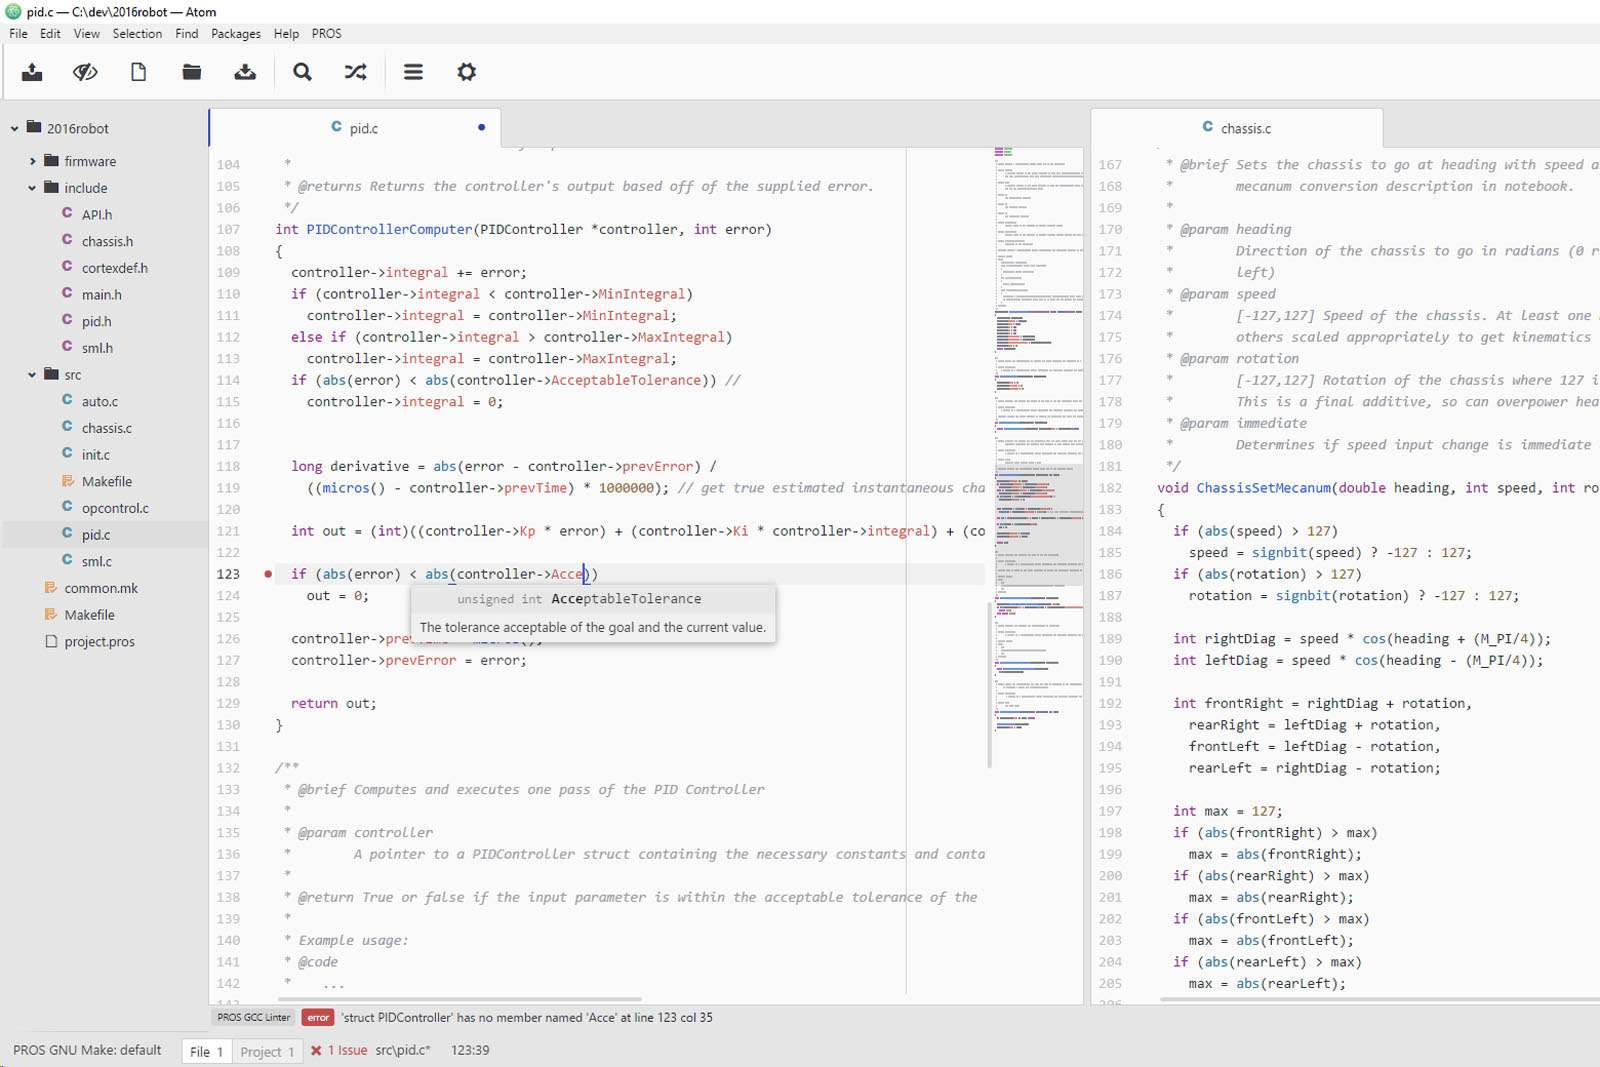 pid.c — C:\dev\2016robot — Atom
File Edit View Selection Find Packages Help PROS
2016robot
firmware
include
API.h
chassis.h
cortexdef.h
main.h
pid.h
sml.h
src
auto.c
chassis.c
init.c
Makefile
opcontrol.c
pid.c
sml.c
common.mk
Makefile
project.pros
pid.c
104 *
105 * @returns Returns the controller's output based off of the supplied error.
106 */
107 int PIDControllerComputer(PIDController *controller, int error)
108 {
109 controller->integral += error;
110 if (controller->integral < controller->MinIntegral)
111 controller->integral = controller->MinIntegral;
112 else if (controller->integral > controller->MaxIntegral)
113 controller->integral = controller->MaxIntegral;
114 if (abs(error) < abs(controller->AcceptableTolerance)) //
115 controller->integral = 0;
116
117
118 long derivative = abs(error - controller->prevError) /
119 ((micros() - controller->prevTime) * 1000000); // get true estimated instantaneous cha
120
121 int out = (int)((controller->Kp * error) + (controller->Ki * controller->integral) + (co
122
123 if (abs(error) < abs(controller->Acce))
124 out = 0;
unsigned int AcceptableTolerance
125
The tolerance acceptable of the goal and the current value.
126 controller->
127 controller->prevError = error;
128
129 return out;
130 }
131
132 /**
133 * @brief Computes and executes one pass of the PID Controller
134 *
135 * @param controller
136 * A pointer to a PIDController struct containing the necessary constants and conta
137 *
138 * @return True or false if the input parameter is within the acceptable tolerance of the
139 *
140 * Example usage:
141 * @code
142 * ...
chassis.c
167 * @brief Sets the chassis to go at heading with speed a
168 * mecanum conversion description in notebook.
169 *
170 * @param heading
171 * Direction of the chassis to go in radians (0 r
172 * left)
173 * @param speed
174 * [-127,127] Speed of the chassis. At least one
175 * others scaled appropriately to get kinematics
176 * @param rotation
177 * [-127,127] Rotation of the chassis where 127 i
178 * This is a final additive, so can overpower hea
179 * @param immediate
180 * Determines if speed input change is immediate
181 */
182 void ChassisSetMecanum(double heading, int speed, int ro
183 {
184 if (abs(speed) > 127)
185 speed = signbit(speed) ? -127 : 127;
186 if (abs(rotation) > 127)
187 rotation = signbit(rotation) ? -127 : 127;
188
189 int rightDiag = speed * cos(heading + (M_PI/4));
190 int leftDiag = speed * cos(heading - (M_PI/4));
191
192 int frontRight = rightDiag + rotation,
193 rearRight = leftDiag + rotation,
194 frontLeft = leftDiag - rotation,
195 rearLeft = rightDiag - rotation;
196
197 int max = 127;
198 if (abs(frontRight) > max)
199 max = abs(frontRight);
200 if (abs(rearRight) > max)
201 max = abs(rearRight);
202 if (abs(frontLeft) > max)
203 max = abs(frontLeft);
204 if (abs(rearLeft) > max)
205 max = abs(rearLeft);
PROS GCC Linter error 'struct PIDController' has no member named 'Acce' at line 123 col 35
PROS GNU Make: default File 1 Project 1 1 Issue src\pid.c* 123:39